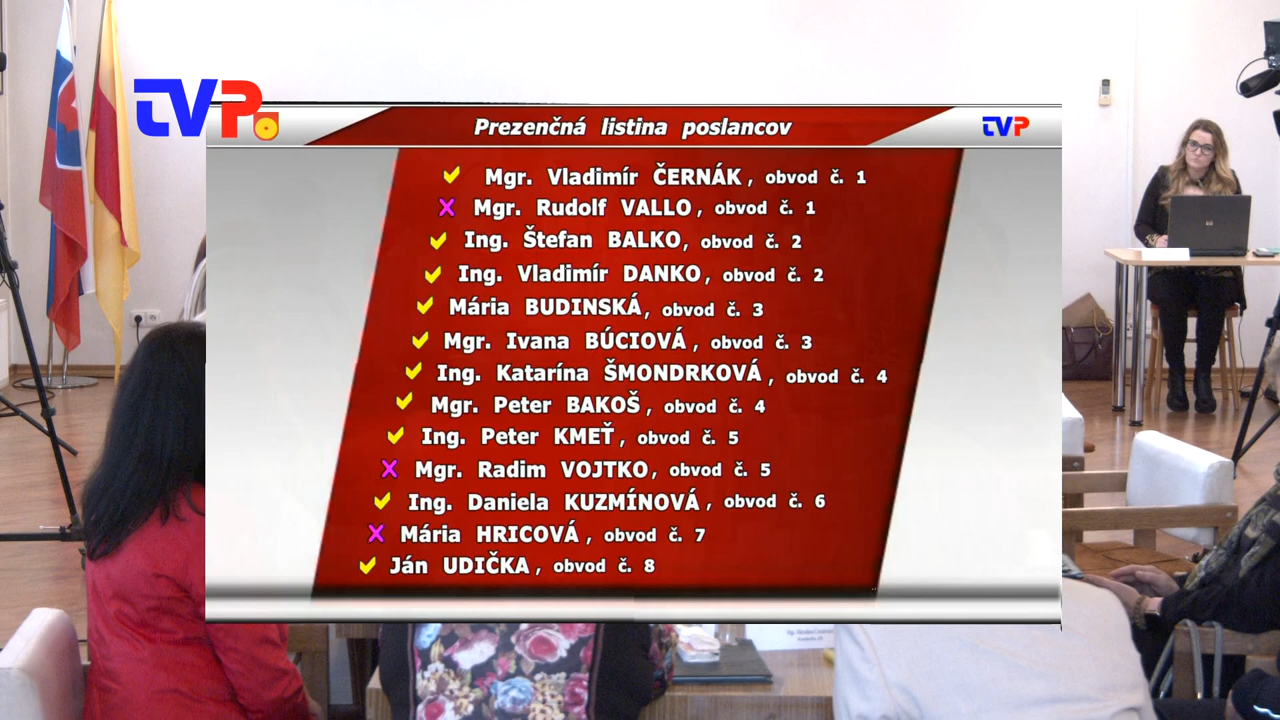 TVP
Prezenčná listina poslancov
TVP
Mgr. Vladimír ČERNÁK, obvod č. 1
Mgr. Rudolf VALLO, obvod č. 1
Ing. Štefan BALKO, obvod č. 2
Ing. Vladimír DANKO, obvod č. 2
Mária BUDINSKÁ, obvod č. 3
Mgr. Ivana BÚCIOVÁ, obvod č. 3
Ing. Katarína ŠMONDRKOVÁ, obvod č. 4
Mgr. Peter BAKOŠ, obvod č. 4
Ing. Peter KMEŤ, obvod č. 5
Mgr. Radim VOJTKO, obvod č. 5
Ing. Daniela KUZMÍNOVÁ, obvod č. 6
Mária HRICOVÁ, obvod č. 7
Ján UDIČKA, obvod č. 8